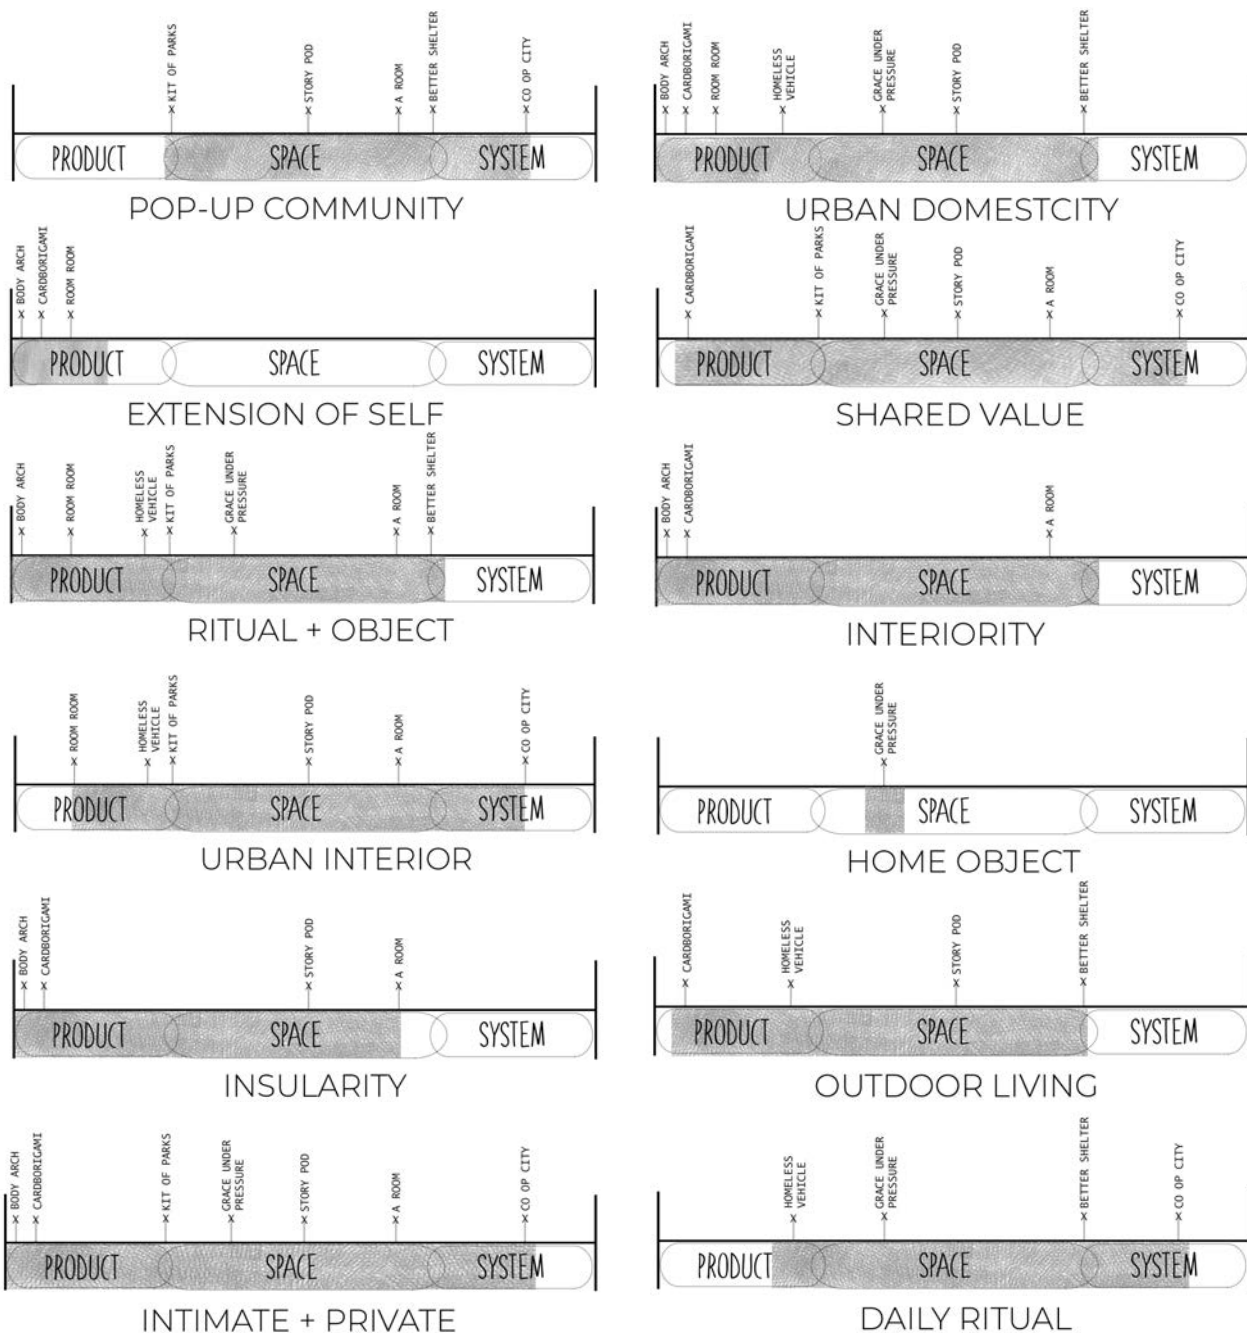 KIT OF PARKS
STORY POD
A ROOM
BETTER SHELTER
CO OP CITY
PRODUCT
SPACE
SYSTEM
POP-UP COMMUNITY
BODY ARCH
CARDBORIGAMI
ROOM ROOM
HOMELESS
VEHICLE
GRACE UNDER
PRESSURE
STORY POD
BETTER SHELTER
PRODUCT
SPACE
SYSTEM
URBAN DOMESTCITY
BODY ARCH
CARDBORIGAMI
ROOM ROOM
PRODUCT
SPACE
SYSTEM
EXTENSION OF SELF
CARDBORIGAMI
KIT OF PARKS
GRACE UNDER
PRESSURE
STORY POD
A ROOM
CO OP CITY
PRODUCT
SPACE
SYSTEM
SHARED VALUE
BODY ARCH
ROOM ROOM
HOMELESS
VEHICLE
KIT OF PARKS
GRACE UNDER
PRESSURE
A ROOM
BETTER SHELTER
PRODUCT
SPACE
SYSTEM
RITUAL + OBJECT
BODY ARCH
CARDBORIGAMI
A ROOM
PRODUCT
SPACE
SYSTEM
INTERIORITY
ROOM ROOM
HOMELESS
VEHICLE
KIT OF PARKS
STORY POD
A ROOM
CO OP CITY
PRODUCT
SPACE
SYSTEM
URBAN INTERIOR
GRACE UNDER
PRESSURE
PRODUCT
SPACE
SYSTEM
HOME OBJECT
BODY ARCH
CARDBORIGAMI
STORY POD
A ROOM
PRODUCT
SPACE
SYSTEM
INSULARITY
CARDBORIGAMI
HOMELESS
VEHICLE
STORY POD
BETTER SHELTER
PRODUCT
SPACE
SYSTEM
OUTDOOR LIVING
BODY ARCH
CARDBORIGAMI
KIT OF PARKS
GRACE UNDER
PRESSURE
STORY POD
A ROOM
CO OP CITY
PRODUCT
SPACE
SYSTEM
INTIMATE + PRIVATE
HOMELESS
VEHICLE
GRACE UNDER
PRESSURE
BETTER SHELTER
CO OP CITY
PRODUCT
SPACE
SYSTEM
DAILY RITUAL